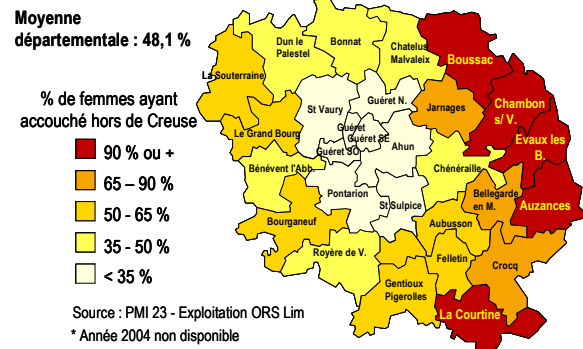 Moyenne
départementale : 48,1 %
% de femmes ayant
accouché hors de Creuse
90 % ou +
65 – 90 %
50 - 65 %
35 - 50 %
< 35 %
Source : PMI 23 - Exploitation ORS Lim
* Année 2004 non disponible
Dun le
Palestel
Bonnat
Chatelus
Malvaleix
Boussac
La Souterraine
St Vaury
Guéret N.
Jarnages
Chambon
s/ V.
Le Grand Bourg
Guéret
Guéret SE
Guéret SO
Ahun
Evaux les
B.
Bénévent l'Abb.
Chénéraille
Pontarion
St Sulpice
Bellegarde
en M.
Auzances
Bourganeuf
Aubusson
Royère de V.
Felletin
Crocq
Gentioux
Pigerolles
La Courtine